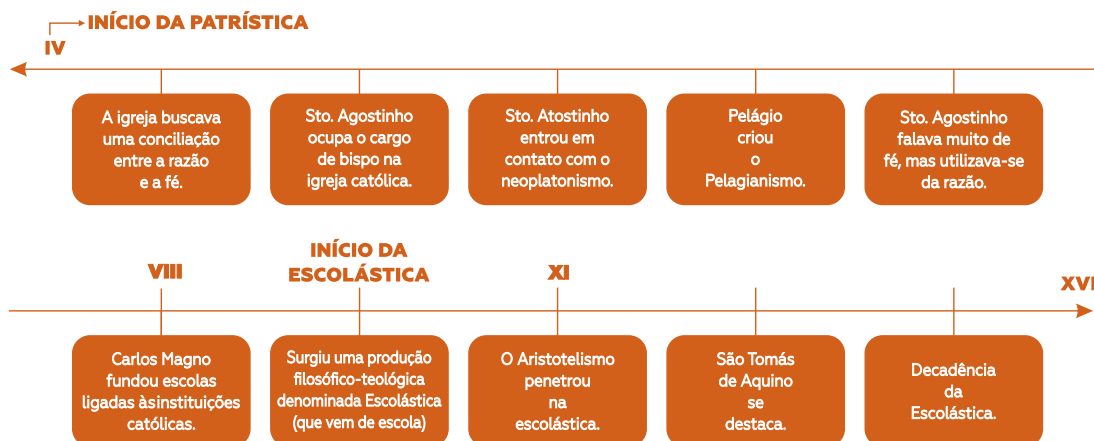 INÍCIO DA PATRÍSTICA
IV
A igreja buscava
uma conciliação
entre a razão
e a fé.
Sto. Agostinho
ocupa o cargo
de bispo na
igreja católica.
Sto. Atostinho
entrou em
contato com o
neoplatonismo.
Pelágio
criou
o
Pelagianismo.
Sto. Agostinho
falava muito de
fé, mas utilizava-se
da razão.
VIII
INÍCIO DA
ESCOLÁSTICA
XI
XVI
Carlos Magno
fundou escolas
ligadas àsinstituições
católicas.
Surgiu uma produção
filosófico-teológica
denominada Escolástica
(que vem de escola)
O Aristotelismo
penetrou
na
escolástica.
São Tomás
de Aquino
se
destaca.
Decadência
da
Escolástica.